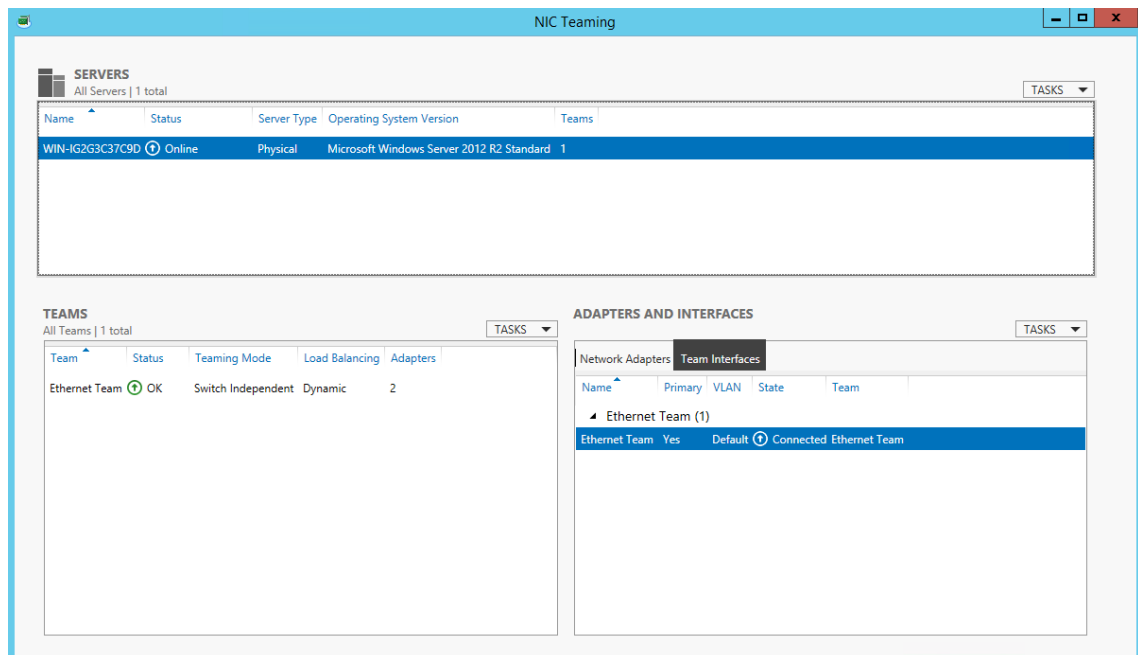 NIC Teaming
SERVERS
All Servers | 1 total
TASKS
Name Status Server Type Operating System Version Teams
WIN-IG2G3C37C9D Online Physical Microsoft Windows Server 2012 R2 Standard 1
TEAMS
All Teams | 1 total
TASKS
Team Status Teaming Mode Load Balancing Adapters
Ethernet Team OK Switch Independent Dynamic 2
ADAPTERS AND INTERFACES
TASKS
Network Adapters Team Interfaces
Name Primary VLAN State Team
Ethernet Team (1)
Ethernet Team Yes Default Connected Ethernet Team